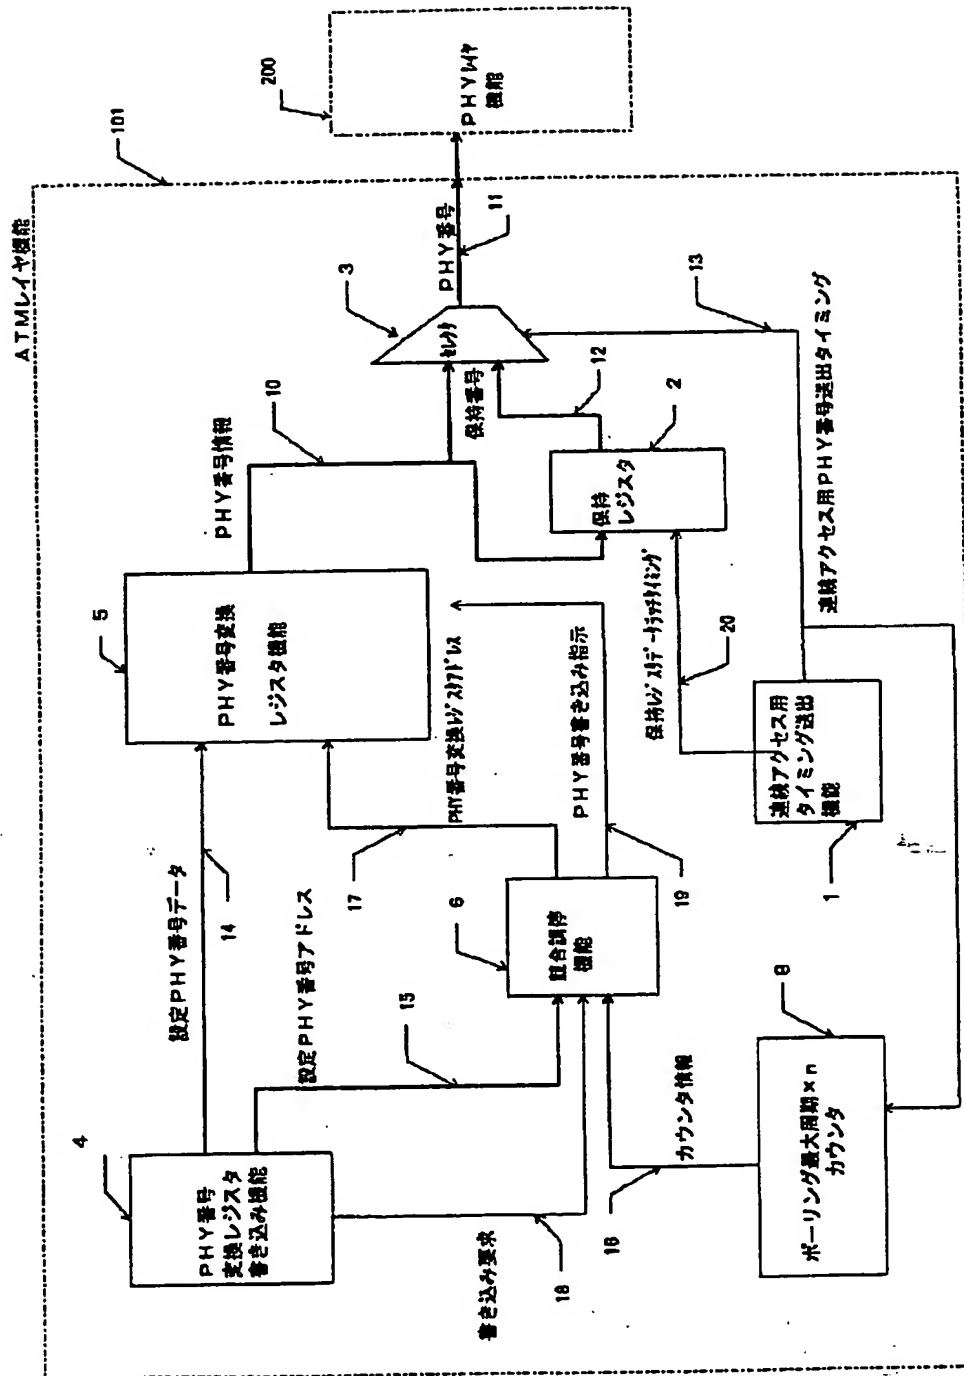 ATMレイヤ機能
101
200
PHYレイヤ
機能
4
PHY番号
変換レジスタ
書き込み機能
設定PHY番号データ
14
5
PHY番号変換
レジスタ機能
PHY番号情報
10
3
セレクタ
PHY番号
11
設定PHY番号アドレス
15
17
PHY番号変換レジスタアドレス
6
競合調停
機能
PHY番号書き込み指示
19
保持番号
12
保持
レジスタ
2
保持レジスタデータラッチタイミング
20
13
連続アクセス用PHY番号送出タイミング
連続アクセス用
タイミング送出
機能
1
書き込み要求
18
カウンタ情報
16
8
ポーリング最大周期×n
カウンタ